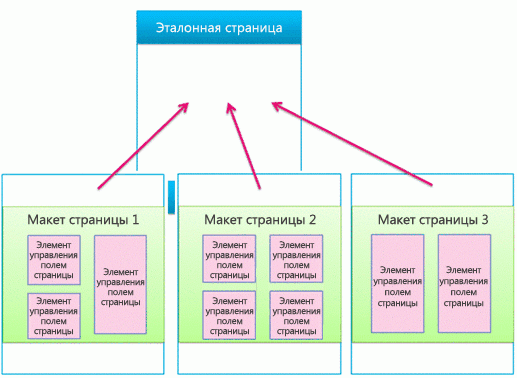 Эталонная страница
Макет страницы 1
Элемент
управления
полем
страницы
Элемент
управления
полем
страницы
Элемент
управления
полем
страницы
Макет страницы 2
Элемент
управления
полем
страницы
Элемент
управления
полем
страницы
Элемент
управления
полем
страницы
Элемент
управления
полем
страницы
Макет страницы 3
Элемент
управления
полем
страницы
Элемент
управления
полем
страницы